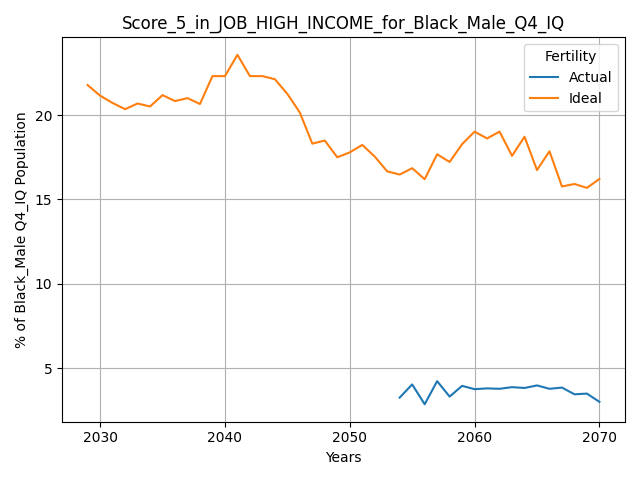 Score_5_in_JOB_HIGH_INCOME_for_Black_Male_Q4_IQ
Fertility
Actual
Ideal
% of Black_Male Q4_IQ Population
20
15
10
5
2030 2040 2050 2060 2070
Years